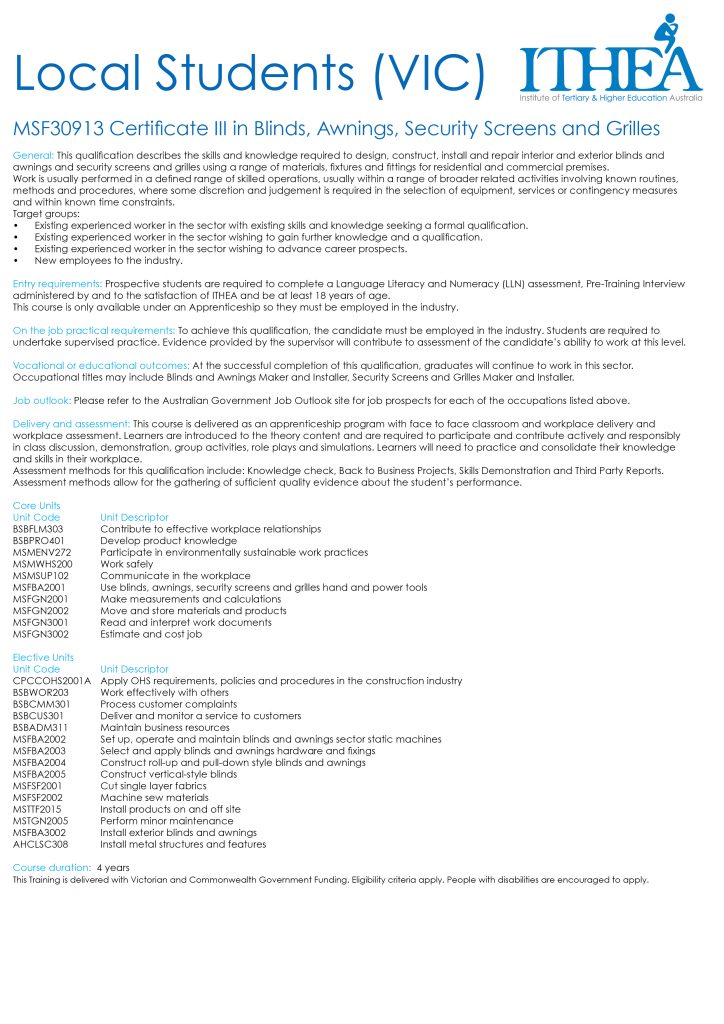 Local Students (VIC)
ITHEA
Institute of Tertiary & Higher Education Australia
MSF30913 Certificate III in Blinds, Awnings, Security Screens and Grilles
General: This qualification describes the skills and knowledge required to design, construct, install and repair interior and exterior blinds and
awnings and security screens and grilles using a range of materials, fixtures and fittings for residential and commercial premises.
Work is usually performed in a defined range of skilled operations, usually within a range of broader related activities involving known routines,
methods and procedures, where some discretion and judgement is required in the selection of equipment, services or contingency measures
and within known time constraints.
Target groups:
• Existing experienced worker in the sector with existing skills and knowledge seeking a formal qualification.
• Existing experienced worker in the sector wishing to gain further knowledge and a qualification.
• Existing experienced worker in the sector wishing to advance career prospects.
• New employees to the industry.
Entry requirements: Prospective students are required to complete a Language Literacy and Numeracy (LLN) assessment, Pre-Training Interview
administered by and to the satisfaction of ITHEA and be at least 18 years of age.
This course is only available under an Apprenticeship so they must be employed in the industry.
On the job practical requirements: To achieve this qualification, the candidate must be employed in the industry. Students are required to
undertake supervised practice. Evidence provided by the supervisor will contribute to assessment of the candidate's ability to work at this level.
Vocational or educational outcomes: At the successful completion of this qualification, graduates will continue to work in this sector.
Occupational titles may include Blinds and Awnings Maker and Installer, Security Screens and Grilles Maker and Installer.
Job outlook: Please refer to the Australian Government Job Outlook site for job prospects for each of the occupations listed above.
Delivery and assessment: This course is delivered as an apprenticeship program with face to face classroom and workplace delivery and
workplace assessment. Learners are introduced to the theory content and are required to participate and contribute actively and responsibly
in class discussion, demonstration, group activities, role plays and simulations. Learners will need to practice and consolidate their knowledge
and skills in their workplace.
Assessment methods for this qualification include: Knowledge check, Back to Business Projects, Skills Demonstration and Third Party Reports.
Assessment methods allow for the gathering of sufficient quality evidence about the student's performance.
Core Units
Unit Code Unit Descriptor
BSBFLM303 Contribute to effective workplace relationships
BSBPRO401 Develop product knowledge
MSMENV272 Participate in environmentally sustainable work practices
MSMWHS200 Work safely
MSMSUP102 Communicate in the workplace
MSFBA2001 Use blinds, awnings, security screens and grilles hand and power tools
MSFGN2001 Make measurements and calculations
MSFGN2002 Move and store materials and products
MSFGN3001 Read and interpret work documents
MSFGN3002 Estimate and cost job
Elective Units
Unit Code Unit Descriptor
CPCCOHS2001A Apply OHS requirements, policies and procedures in the construction industry
BSBWOR203 Work effectively with others
BSBCMM301 Process customer complaints
BSBCUS301 Deliver and monitor a service to customers
BSBADM311 Maintain business resources
MSFBA2002 Set up, operate and maintain blinds and awnings sector static machines
MSFBA2003 Select and apply blinds and awnings hardware and fixings
MSFBA2004 Construct roll-up and pull-down style blinds and awnings
MSFBA2005 Construct vertical-style blinds
MSFSF2001 Cut single layer fabrics
MSFSF2002 Machine sew materials
MSTTF2015 Install products on and off site
MSTGN2005 Perform minor maintenance
MSFBA3002 Install exterior blinds and awnings
AHCLSC308 Install metal structures and features
Course duration: 4 years
This Training is delivered with Victorian and Commonwealth Government Funding. Eligibility criteria apply. People with disabilities are encouraged to apply.